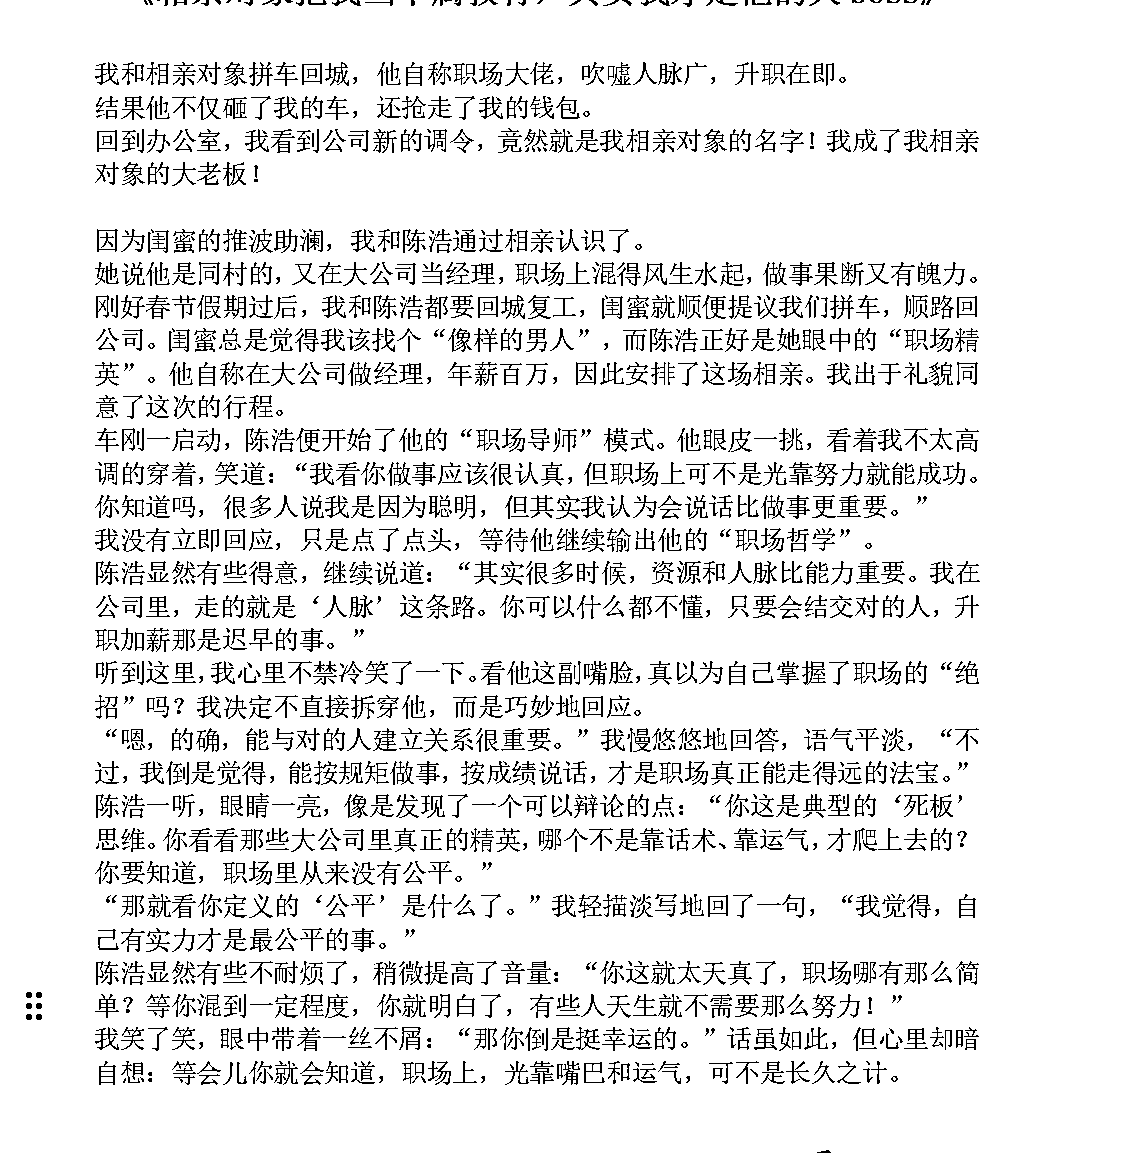 我和相亲对象拼车回城，他自称职场大佬，吹嘘人脉广，升职在即。
结果他不仅砸了我的车，还抢走了我的钱包。
回到办公室，我看到公司新的调令，竟然就是我相亲对象的名字！我成了我相亲
对象的大老板！
因为闺蜜的推波助澜，我和陈浩通过相亲认识了。
她说他是同村的，又在大公司当经理，职场上混得风生水起，做事果断又有魄力。
刚好春节假期过后，我和陈浩都要回城复工，闺蜜就顺便提议我们拼车，顺路回
公司。闺蜜总是觉得我该找个“像样的男人”，而陈浩正好是她眼中的“职场精
英”。他自称在大公司做经理，年薪百万，因此安排了这场相亲。我出于礼貌同
意了这次的行程。
车刚一启动，陈浩便开始了他的“职场导师”模式。他眼皮一挑，看着我不太高
调的穿着，笑道：“我看你做事应该很认真，但职场上可不是光靠努力就能成功。
你知道吗，很多人说我是因为聪明，但其实我认为会说话比做事更重要。”
我没有立即回应，只是点了点头，等待他继续输出他的“职场哲学”。
陈浩显然有些得意，继续说道：“其实很多时候，资源和人脉比能力重要。我在
公司里，走的就是‘人脉’这条路。你可以什么都不懂，只要会结交对的人，升
职加薪那是迟早的事。”
听到这里，我心里不禁冷笑了一下。看他这副嘴脸，真以为自己掌握了职场的“绝
招”吗？我决定不直接拆穿他，而是巧妙地回应。
“嗯，的确，能与对的人建立关系很重要。”我慢悠悠地回答，语气平淡，“不
过，我倒是觉得，能按规矩做事，按成绩说话，才是职场真正能走得远的法宝。”
陈浩一听，眼睛一亮，像是发现了一个可以辩论的点：“你这是典型的‘死板’
思维。你看看那些大公司里真正的精英，哪个不是靠话术、靠运气，才爬上去的？
你要知道，职场里从来没有公平。”
“那就看你定义的‘公平’是什么了。”我轻描淡写地回了一句，“我觉得，自
己有实力才是最公平的事。”
陈浩显然有些不耐烦了，稍微提高了音量：“你这就太天真了，职场哪有那么简
单？等你混到一定程度，你就明白了，有些人天生就不需要那么努力！”
我笑了笑，眼中带着一丝不屑：“那你倒是挺幸运的。”话虽如此，但心里却暗
自想：等会儿你就会知道，职场上，光靠嘴巴和运气，可不是长久之计。